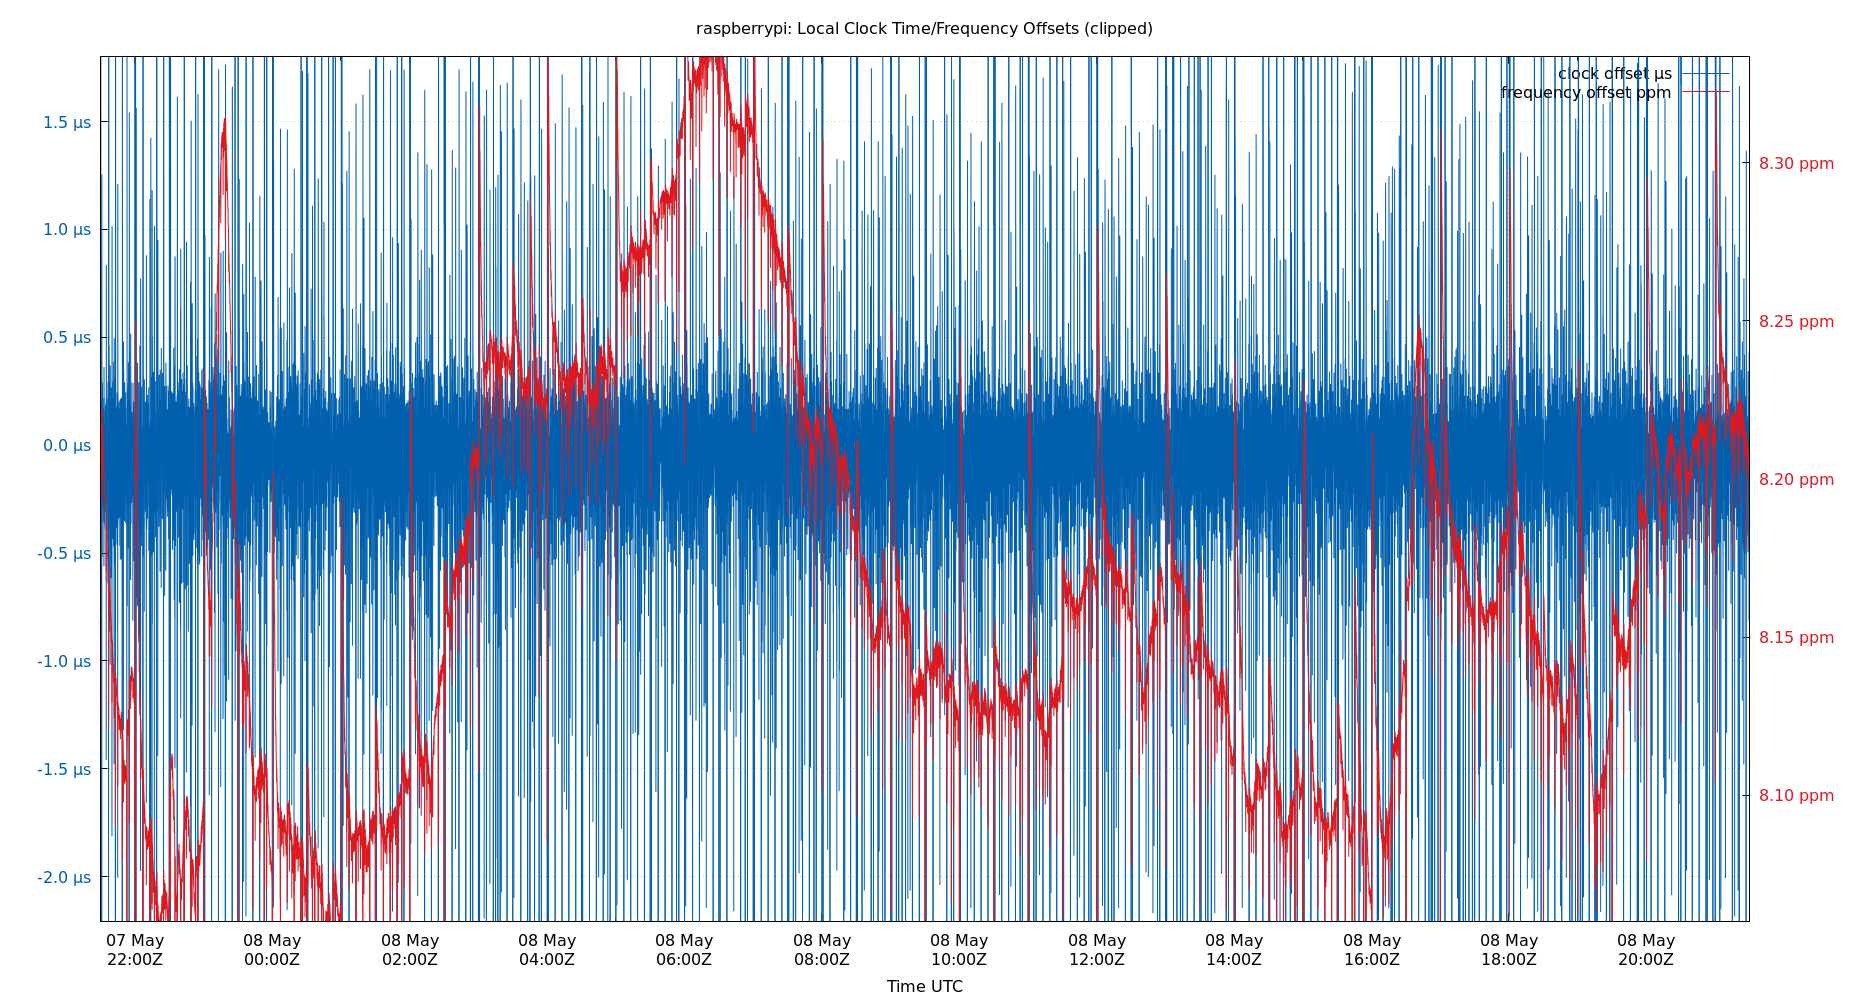 raspberrypi: Local Clock Time/Frequency Offsets (clipped)
clock offset µs
frequency offset ppm
1.5 µs
1.0 µs
0.5 µs
0.0 µs
-0.5 µs
-1.0 µs
-1.5 µs
-2.0 µs
8.30 ppm
8.25 ppm
8.20 ppm
8.15 ppm
8.10 ppm
07 May
22:00Z
08 May
00:00Z
08 May
02:00Z
08 May
04:00Z
08 May
06:00Z
08 May
08:00Z
08 May
10:00Z
08 May
12:00Z
08 May
14:00Z
08 May
16:00Z
08 May
18:00Z
08 May
20:00Z
Time UTC